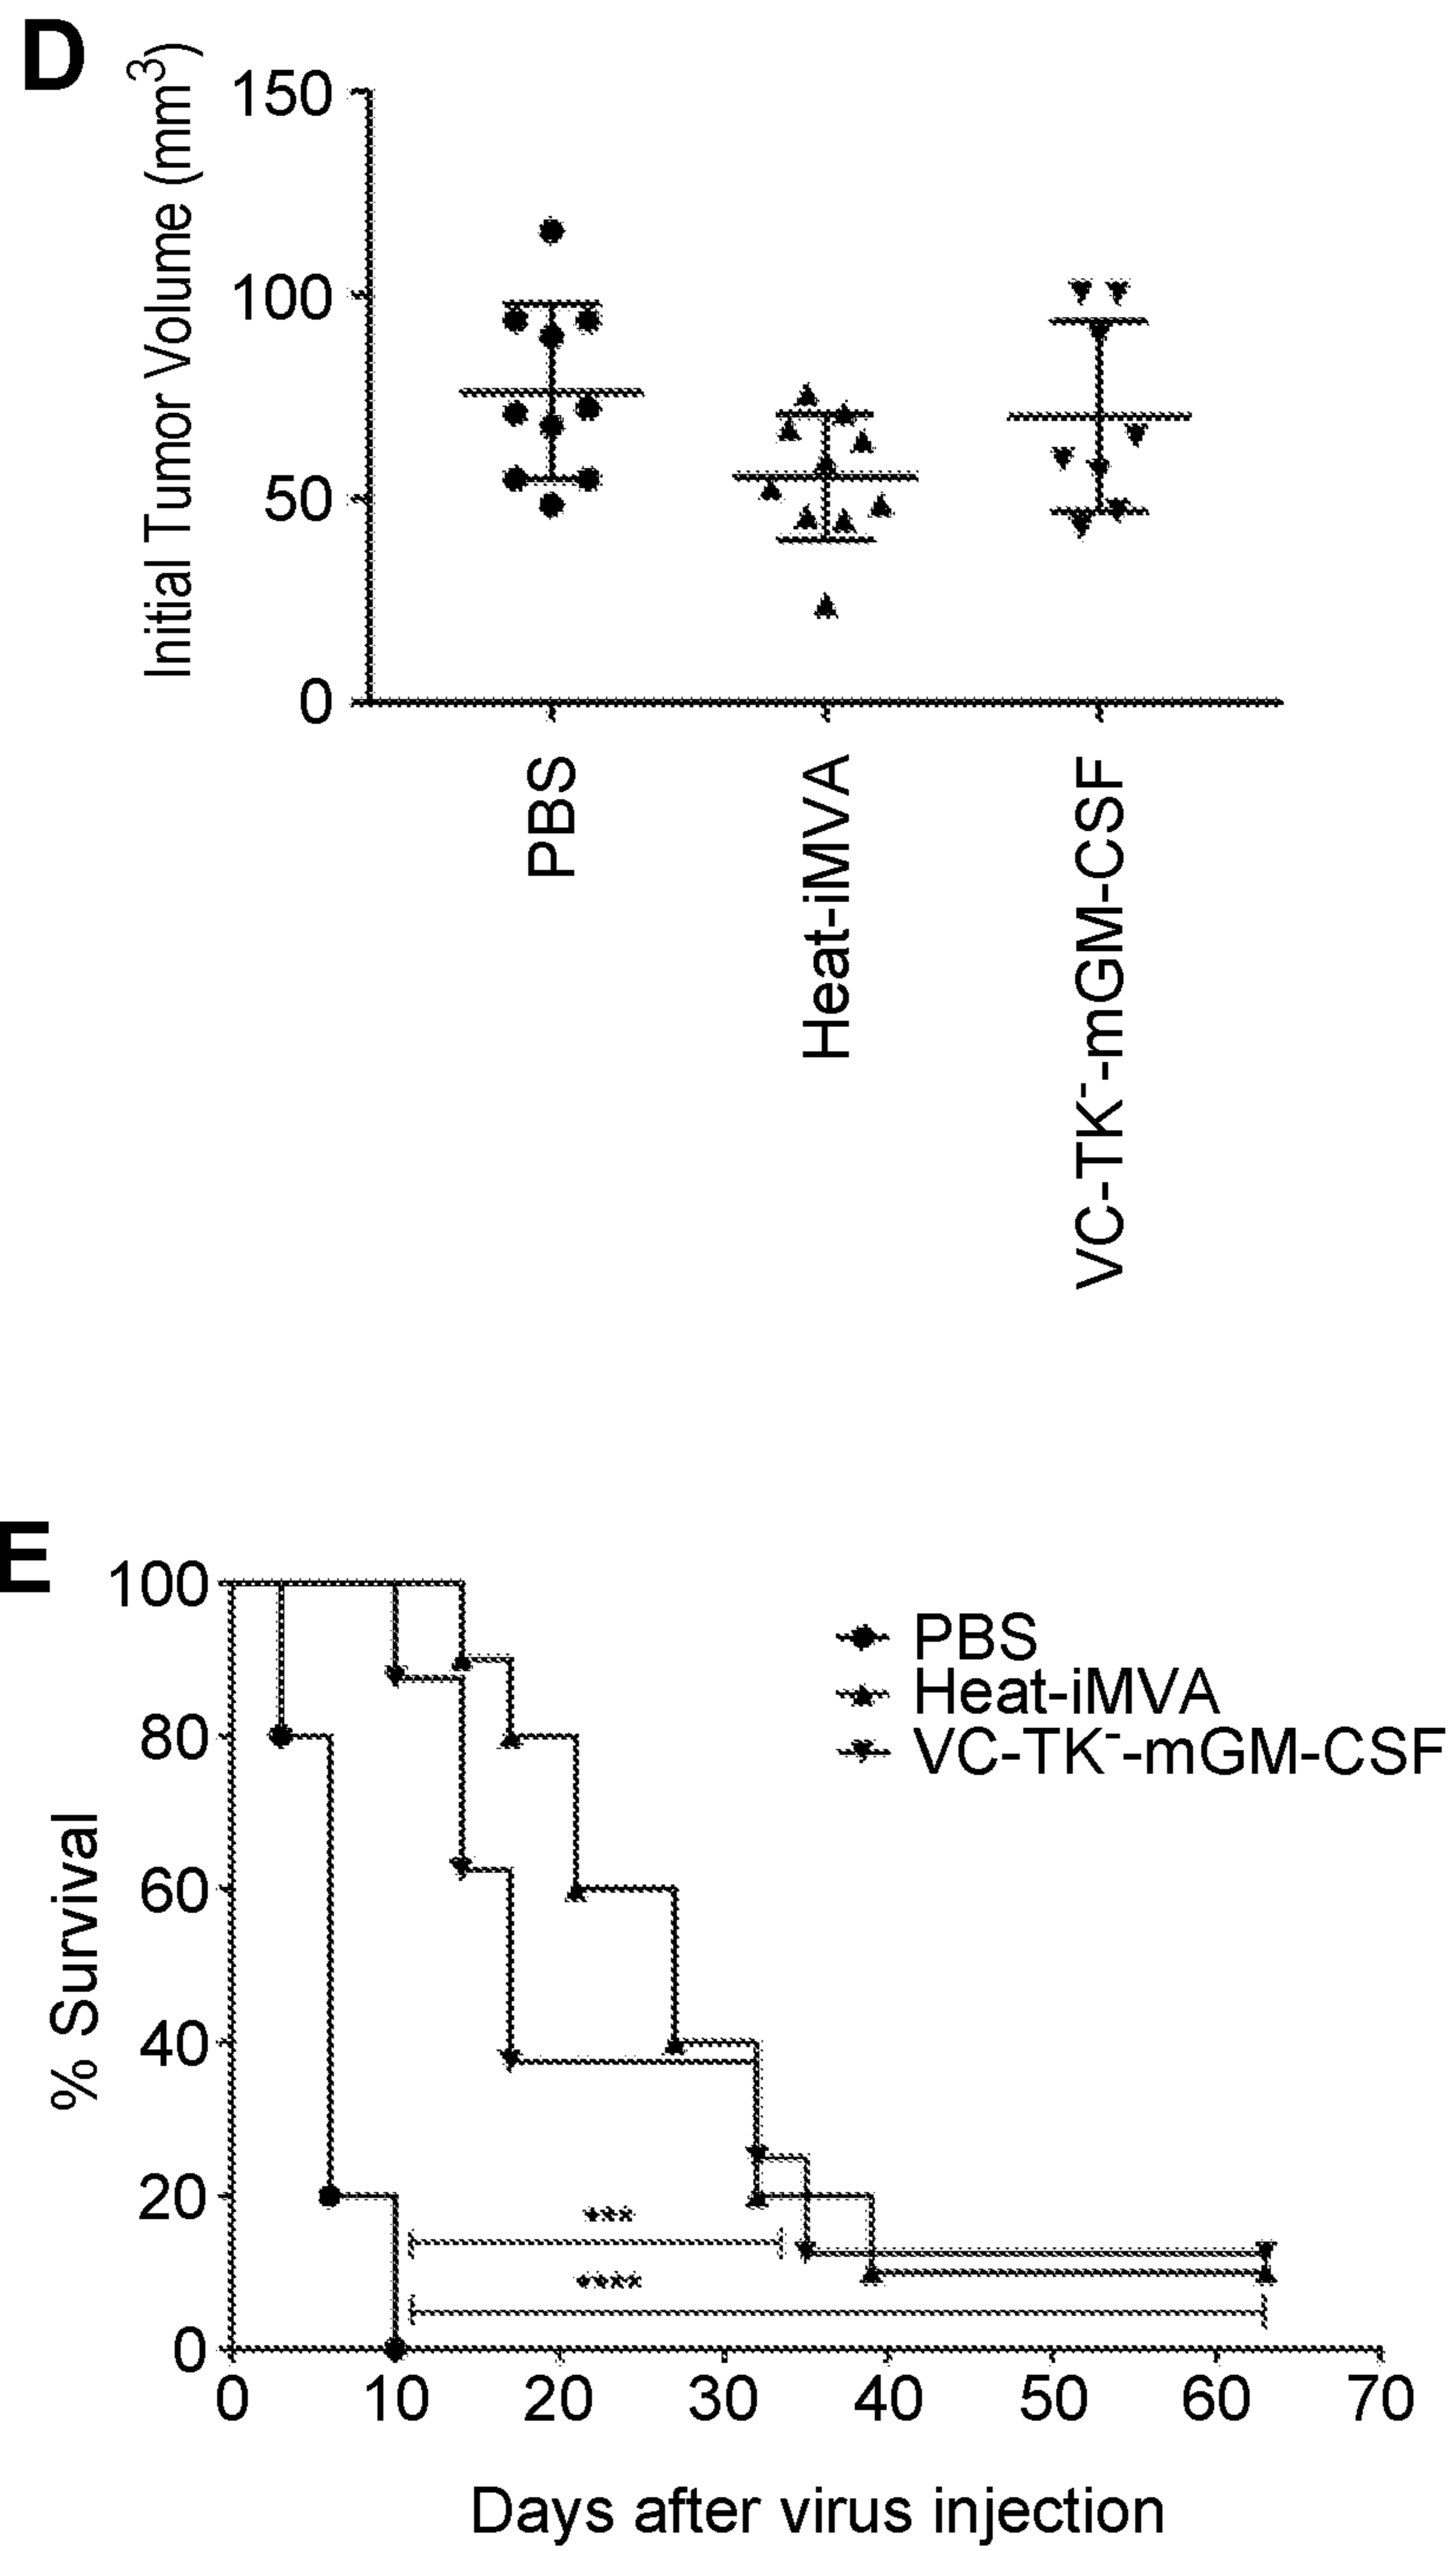 D
Initial Tumor Volume (mm³)
150
100
50
0
PBS
Heat-iMVA
VC-TK⁻-mGM-CSF
E
% Survival
100
80
60
40
20
0
PBS
Heat-iMVA
VC-TK⁻-mGM-CSF
***
****
0 10 20 30 40 50 60 70
Days after virus injection